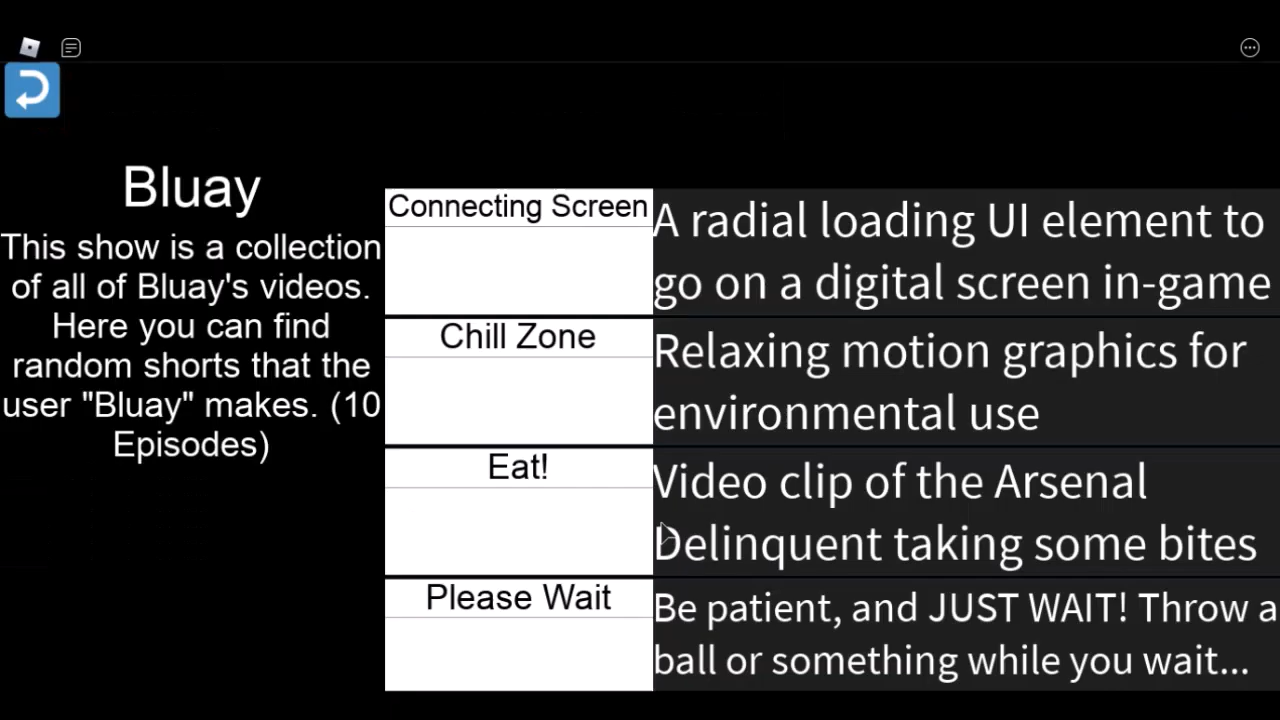 Bluay
This show is a collection
of all of Bluay's videos.
Here you can find
random shorts that the
user "Bluay" makes. (10
Episodes)
Connecting Screen
A radial loading UI element to
go on a digital screen in-game
Chill Zone
Relaxing motion graphics for
environmental use
Eat!
Video clip of the Arsenal
Delinquent taking some bites
Please Wait
Be patient, and JUST WAIT! Throw a
ball or something while you wait...